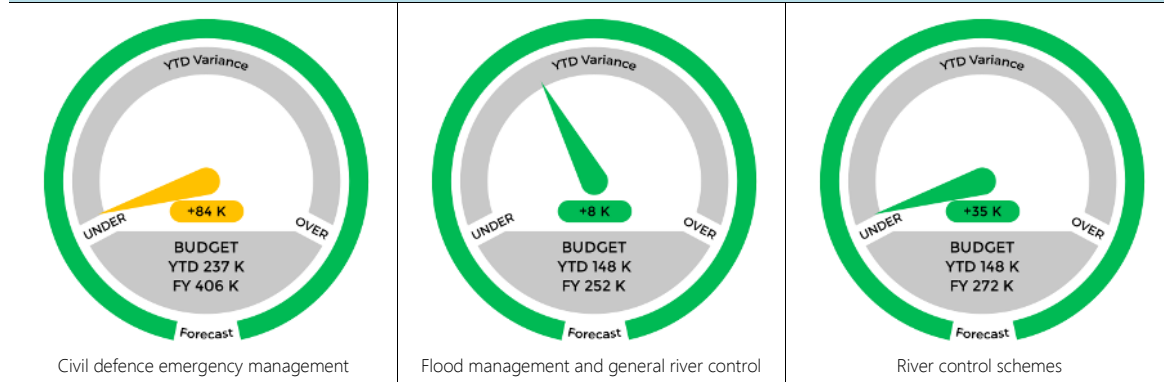 YTD Variance
+84 K
UNDER
OVER
BUDGET
YTD 237 K
FY 406 K
Forecast
Civil defence emergency management
YTD Variance
+8 K
UNDER
OVER
BUDGET
YTD 148 K
FY 252 K
Forecast
Flood management and general river control
YTD Variance
+35 K
UNDER
OVER
BUDGET
YTD 148 K
FY 272 K
Forecast
River control schemes